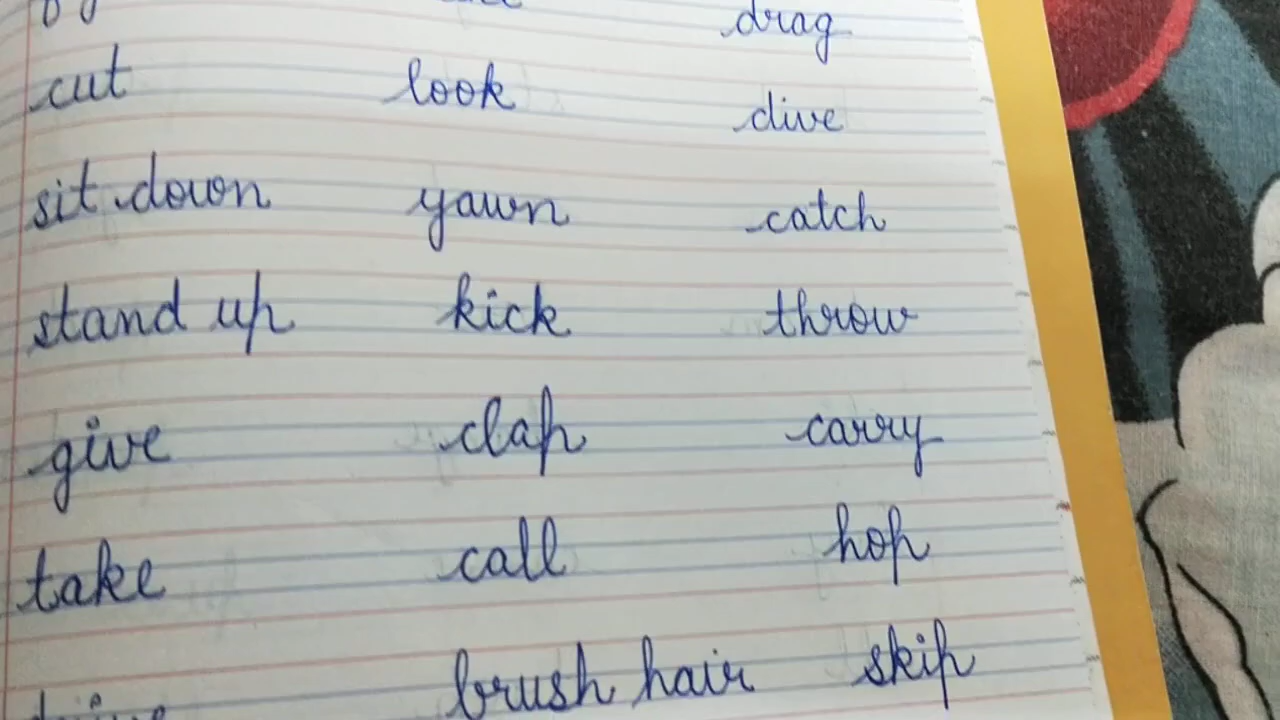 drag
cut look dive
sit down yawn catch
stand up kick throw
give clap carry
take call hop
brush hair skip